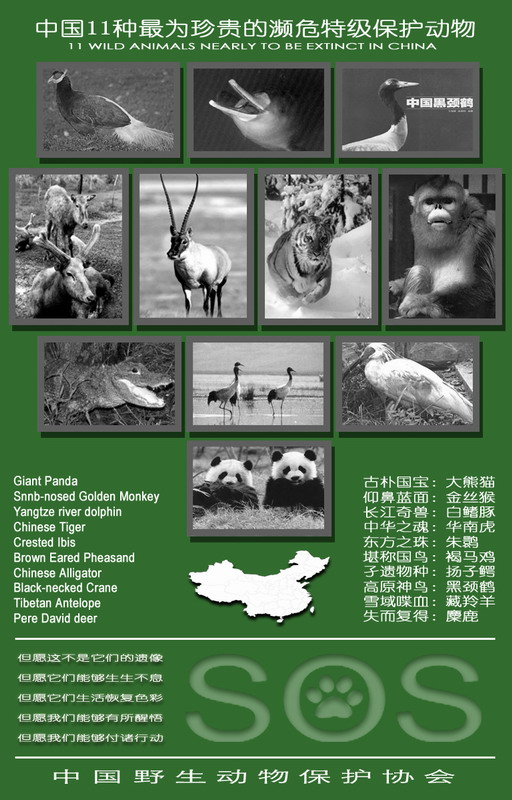 中国11种最为珍贵的濒危特级保护动物
11 WILD ANIMALS NEARLY TO BE EXTINCT IN CHINA
中国黑颈鹤
Giant Panda
Snnb-nosed Golden Monkey
Yangtze river dolphin
Chinese Tiger
Crested Ibis
Brown Eared Pheasand
Chinese Alligator
Black-necked Crane
Tibetan Antelope
Pere David deer
古朴国宝：大熊猫
仰鼻蓝面：金丝猴
长江奇兽：白鳍豚
中华之魂：华南虎
东方之珠：朱鹮
堪称国鸟：褐马鸡
孑遗物种：扬子鳄
高原神鸟：黑颈鹤
雪域喋血：藏羚羊
失而复得：麋鹿
但愿这不是它们的遗像
但愿它们能够生生不息
但愿它们生活恢复色彩
但愿我们能够有所醒悟
但愿我们能够付诸行动
SOS
中国野生动物保护协会